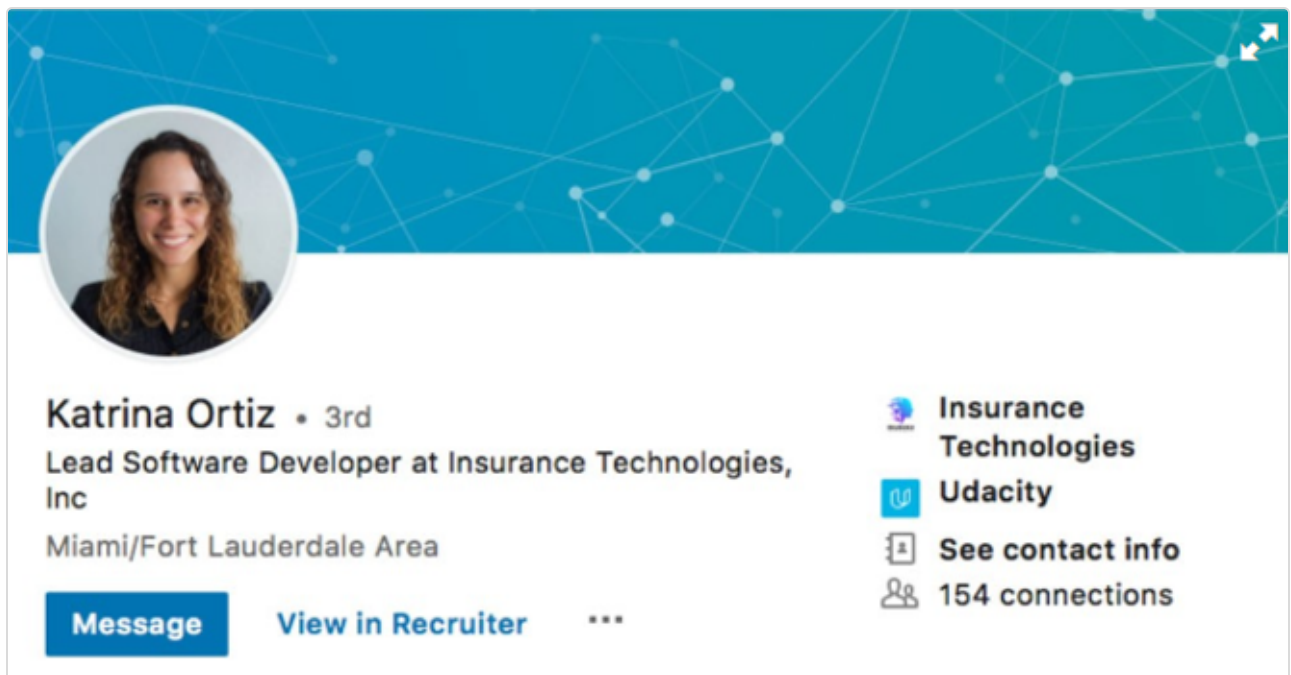 Katrina Ortiz • 3rd
Lead Software Developer at Insurance Technologies,
Inc
Miami/Fort Lauderdale Area
Message
View in Recruiter
...
Insurance
Technologies
Udacity
See contact info
154 connections